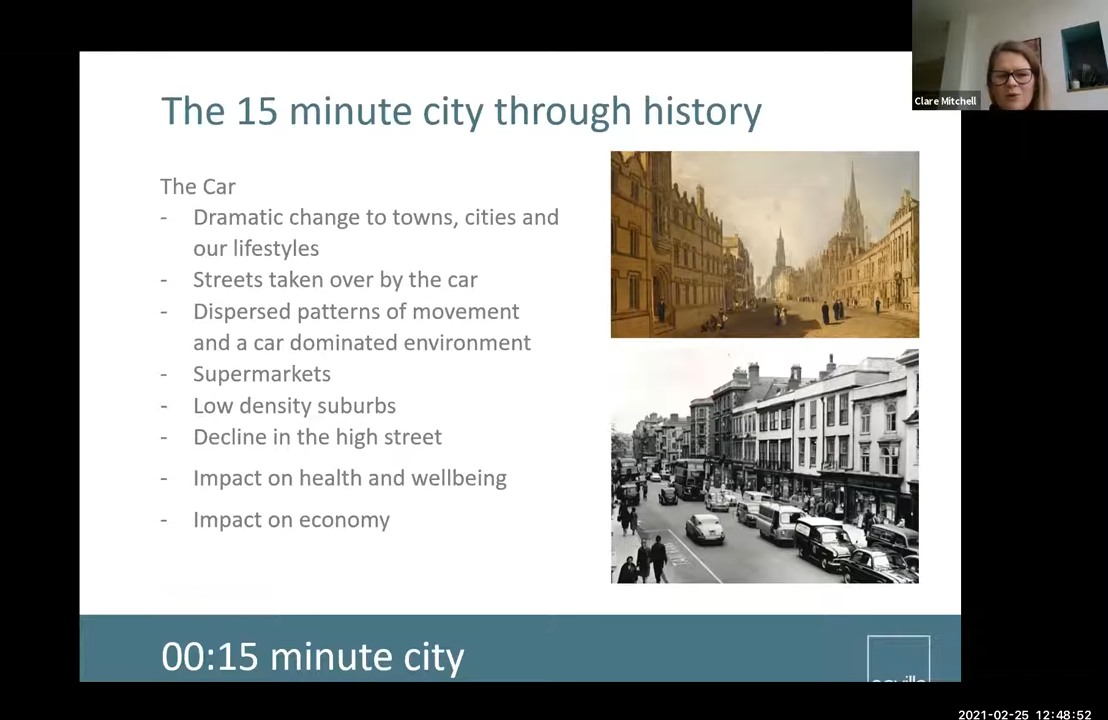 The 15 minute city through history
Clare Mitchell
The Car
- Dramatic change to towns, cities and
our lifestyles
- Streets taken over by the car
- Dispersed patterns of movement
and a car dominated environment
- Supermarkets
- Low density suburbs
- Decline in the high street
- Impact on health and wellbeing
- Impact on economy
00:15 minute city
2021-02-25 12:48:52